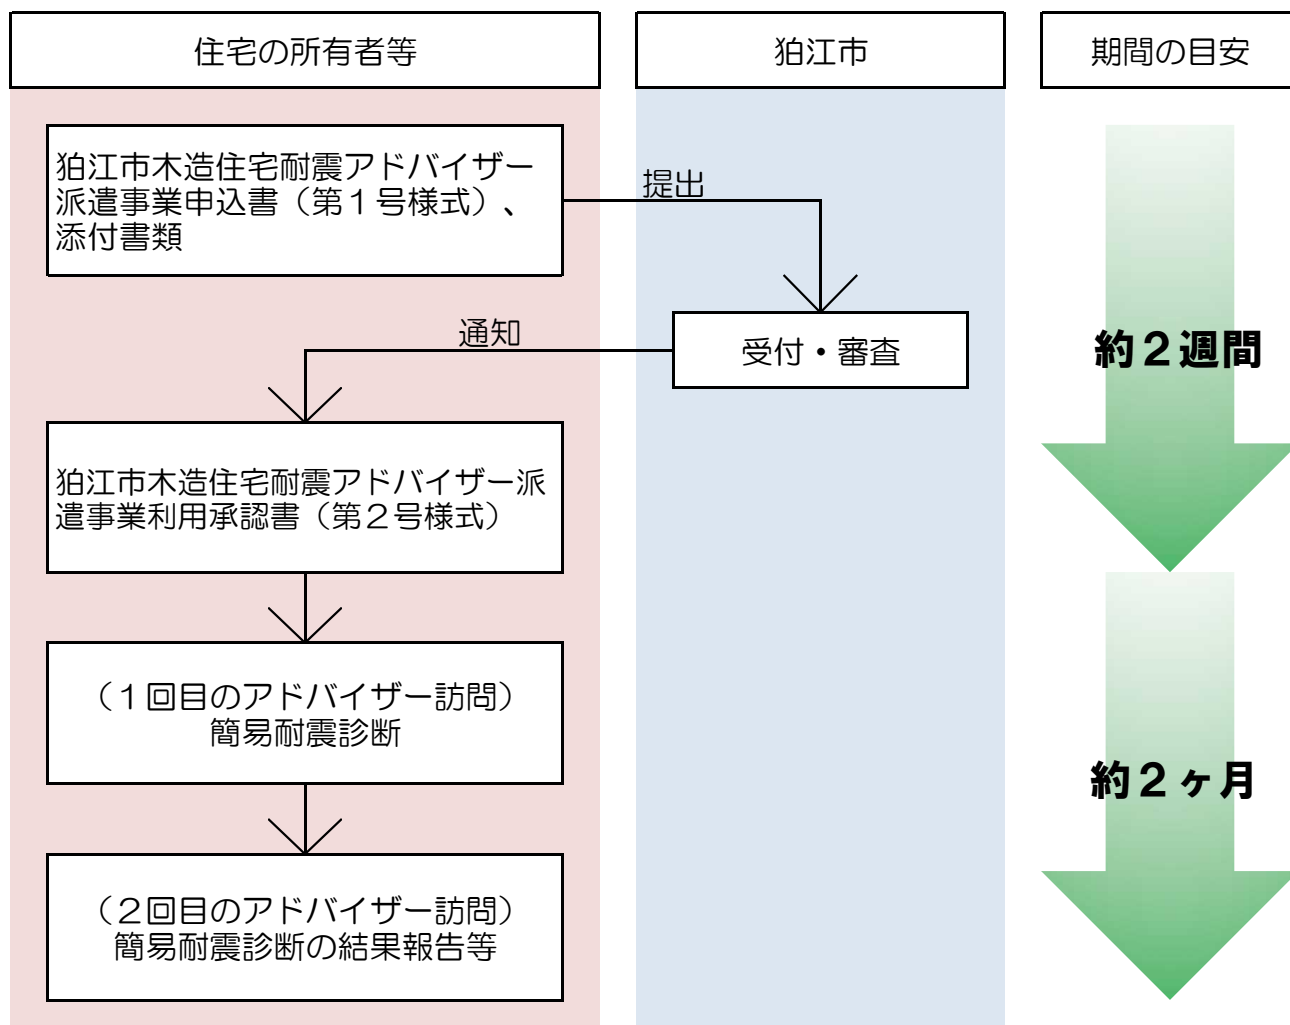 住宅の所有者等
狛江市
期間の目安
狛江市木造住宅耐震アドバイザー
派遣事業申込書（第１号様式）、
添付書類
提出
受付・審査
通知
約２週間
狛江市木造住宅耐震アドバイザー派
遣事業利用承認書（第２号様式）
（１回目のアドバイザー訪問）
簡易耐震診断
約２ヶ月
（２回目のアドバイザー訪問）
簡易耐震診断の結果報告等